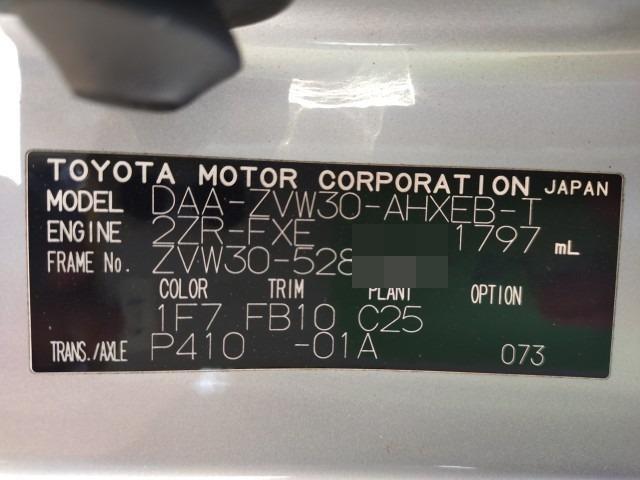 TOYOTA MOTOR CORPORATION JAPAN
MODEL DAA-ZVW30-AHXEB-T
ENGINE 2ZR-FXE 1797 mL
FRAME No. ZVW30-528
COLOR TRIM PLANT OPTION
1F7 FB10 C25
TRANS./AXLE P410 -01A 073